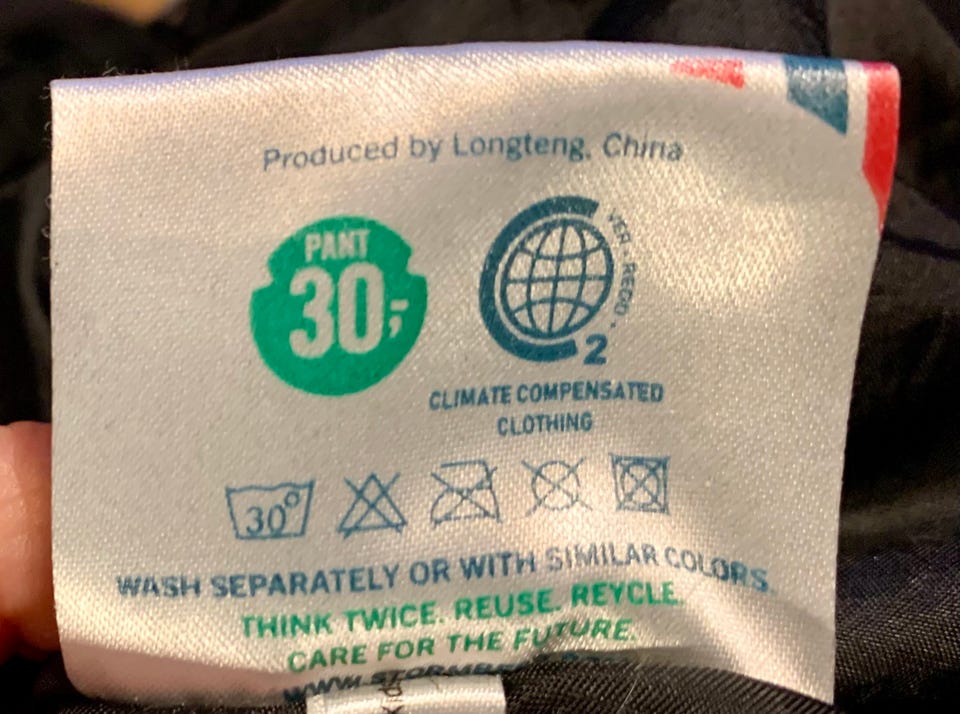 Produced by Longteng, China
PANT
30,-
VER . REDD +
2
CLIMATE COMPENSATED
CLOTHING
30°
WASH SEPARATELY OR WITH SIMILAR COLORS.
THINK TWICE. REUSE. REYCLE.
CARE FOR THE FUTURE.